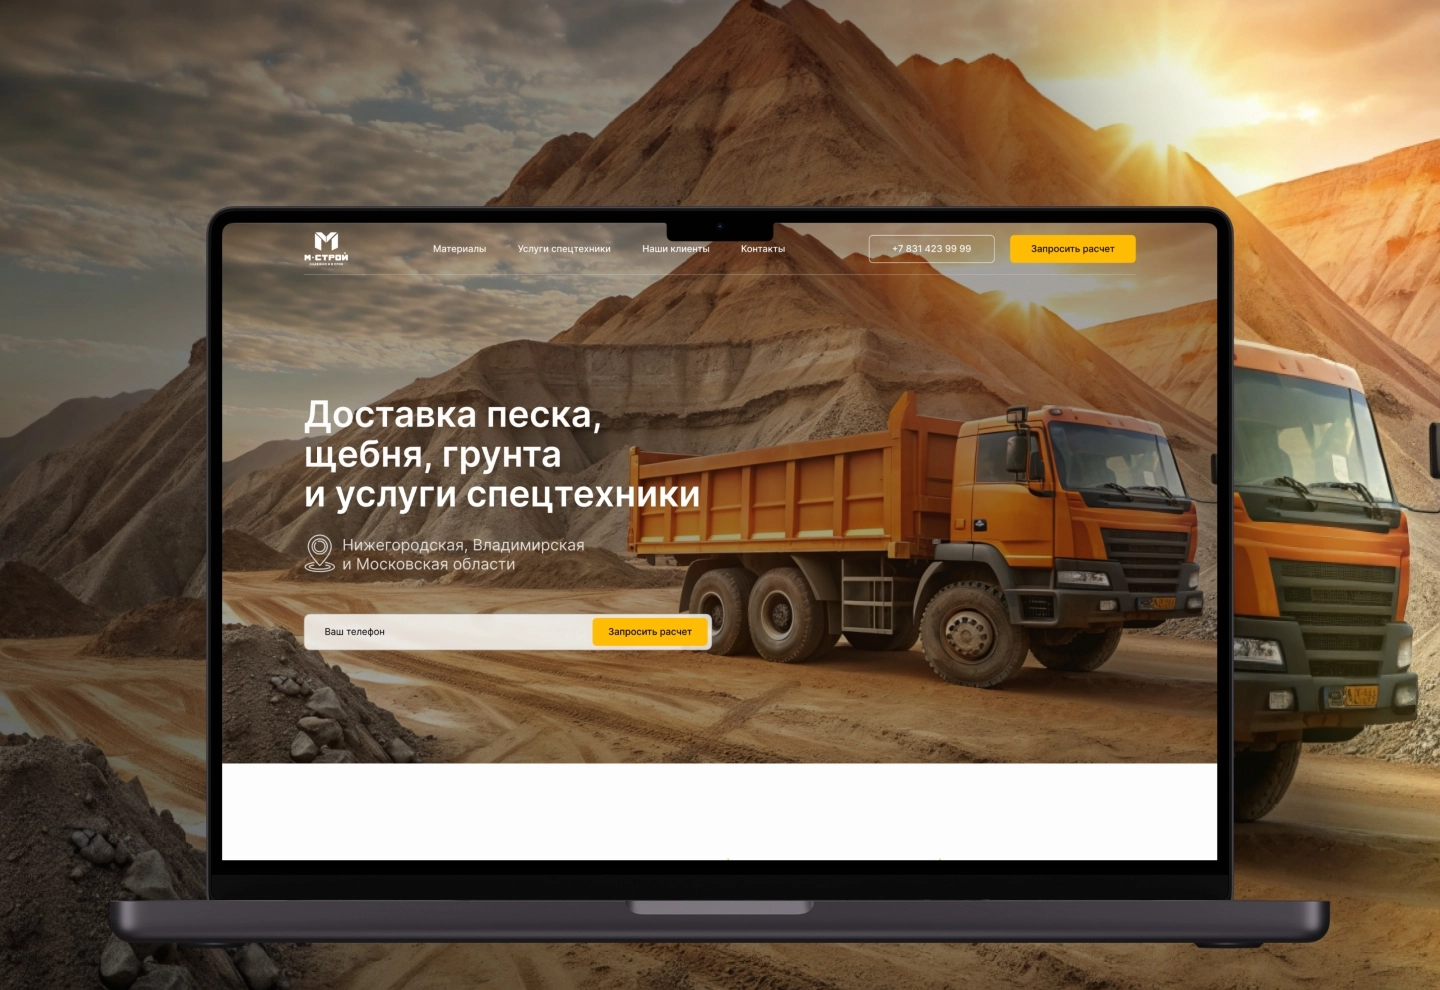 М·СТРОЙ
Материалы
Услуги спецтехники
Наши клиенты
Контакты
+7 831 423 99 99
Запросить расчет
Доставка песка,
щебня, грунта
и услуги спецтехники
Нижегородская, Владимирская
и Московская области
Ваш телефон
Запросить расчет